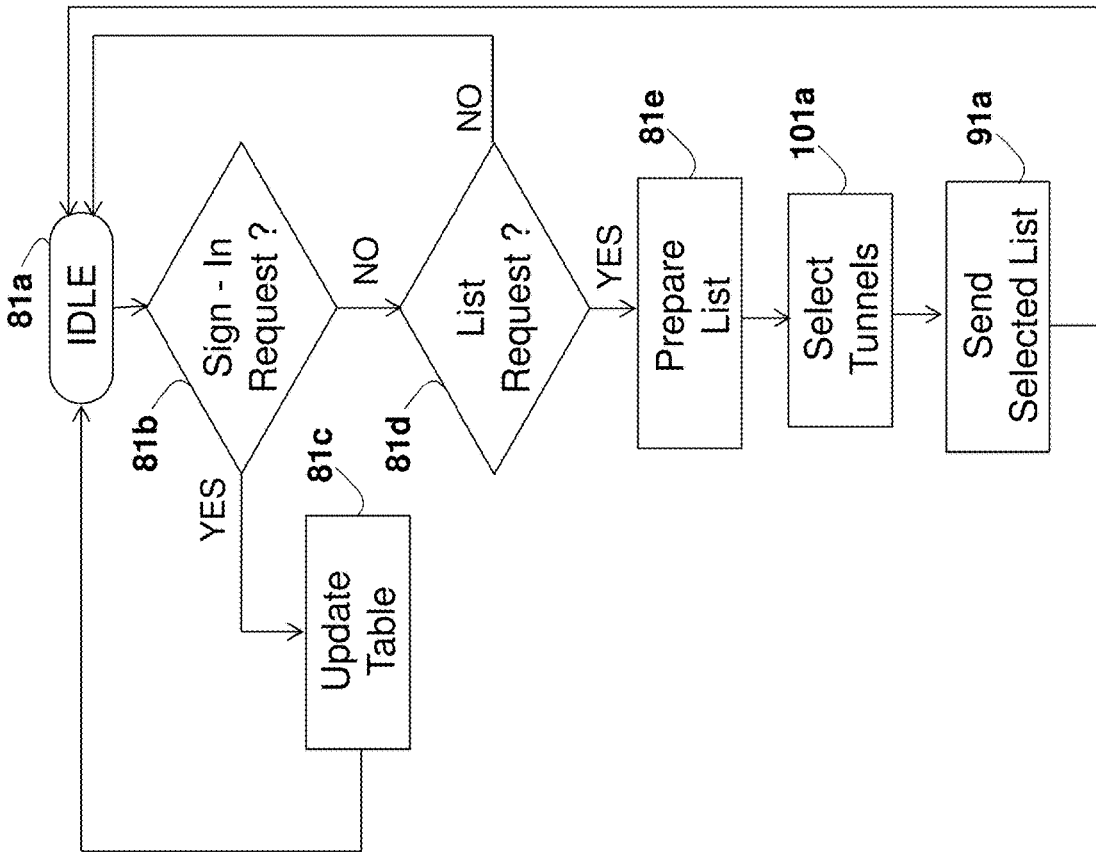 81a
IDLE
81b
Sign - In
Request ?
YES
NO
81c
Update
Table
81d
List
Request ?
NO
YES
81e
Prepare
List
101a
Select
Tunnels
91a
Send
Selected List